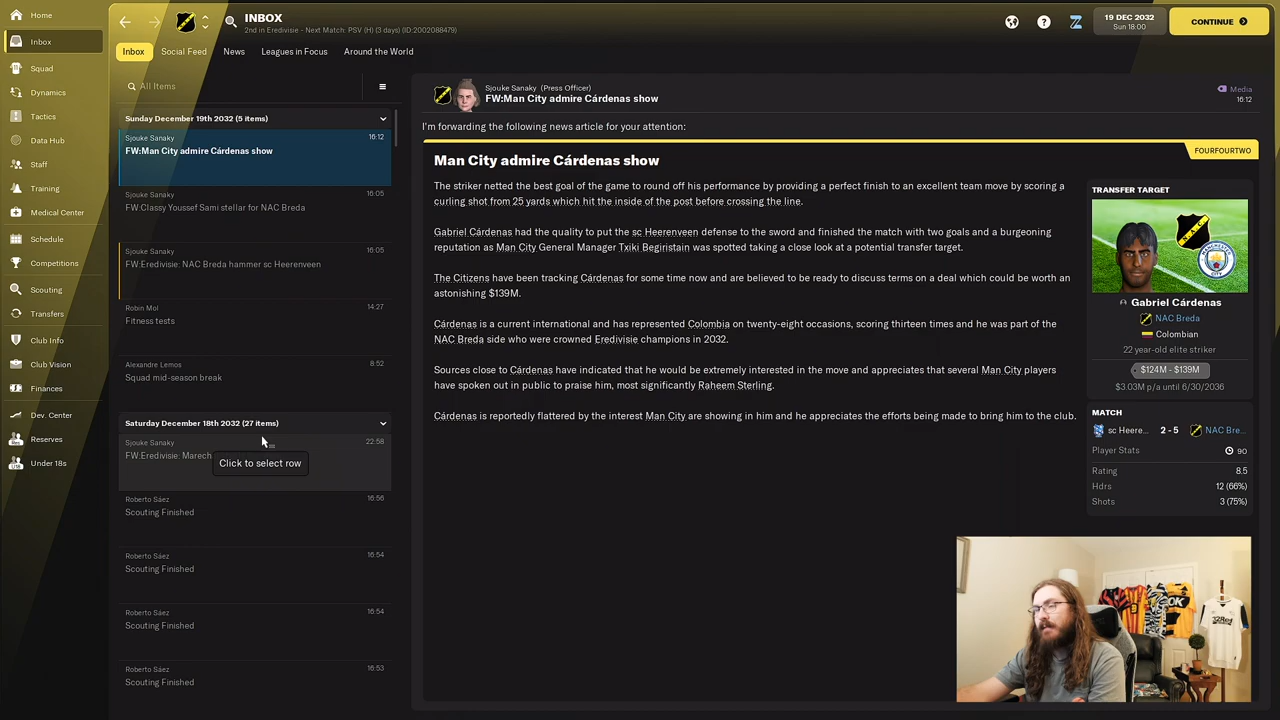 Home
Inbox
Squad
Dynamics
Tactics
Data Hub
Staff
Training
Medical Center
Schedule
Competitions
Scouting
Transfers
Club Info
Club Vision
Finances
Dev. Center
Reserves
Under 18s
INBOX
2nd in Eredivisie - Next Match: PSV (H) (3 days) (ID:2002088479)
19 DEC 2032
Sun 18:00
CONTINUE
Inbox
Social Feed
News
Leagues in Focus
Around the World
All Items
Sunday December 19th 2032 (5 items)
Sjouke Sanaky 16:12
FW:Man City admire Cárdenas show
Sjouke Sanaky 16:05
FW:Classy Youssef Sami stellar for NAC Breda
Sjouke Sanaky 16:05
FW:Eredivisie: NAC Breda hammer sc Heerenveen
Robin Mol 14:27
Fitness tests
Alexandre Lemos 8:52
Squad mid-season break
Saturday December 18th 2032 (27 items)
Sjouke Sanaky 22:58
FW:Eredivisie: Marech
Click to select row
Roberto Sáez 16:56
Scouting Finished
Roberto Sáez 16:54
Scouting Finished
Roberto Sáez 16:54
Scouting Finished
Roberto Sáez 16:53
Scouting Finished
Sjouke Sanaky (Press Officer)
FW:Man City admire Cárdenas show
Media
16:12
I'm forwarding the following news article for your attention:
FOURFOURTWO
Man City admire Cárdenas show
The striker netted the best goal of the game to round off his performance by providing a perfect finish to an excellent team move by scoring a
curling shot from 25 yards which hit the inside of the post before crossing the line.
Gabriel Cárdenas had the quality to put the sc Heerenveen defense to the sword and finished the match with two goals and a burgeoning
reputation as Man City General Manager Txiki Begiristain was spotted taking a close look at a potential transfer target.
The Citizens have been tracking Cárdenas for some time now and are believed to be ready to discuss terms on a deal which could be worth an
astonishing $139M.
Cárdenas is a current international and has represented Colombia on twenty-eight occasions, scoring thirteen times and he was part of the
NAC Breda side who were crowned Eredivisie champions in 2032.
Sources close to Cárdenas have indicated that he would be extremely interested in the move and appreciates that several Man City players
have spoken out in public to praise him, most significantly Raheem Sterling.
Cárdenas is reportedly flattered by the interest Man City are showing in him and he appreciates the efforts being made to bring him to the club.
TRANSFER TARGET
Gabriel Cárdenas
NAC Breda
Colombian
22 year-old elite striker
$124M - $139M
$3.03M p/a until 6/30/2036
MATCH
sc Heere... 2 - 5 NAC Bre...
Player Stats 90
Rating 8.5
Hdrs 12 (66%)
Shots 3 (75%)